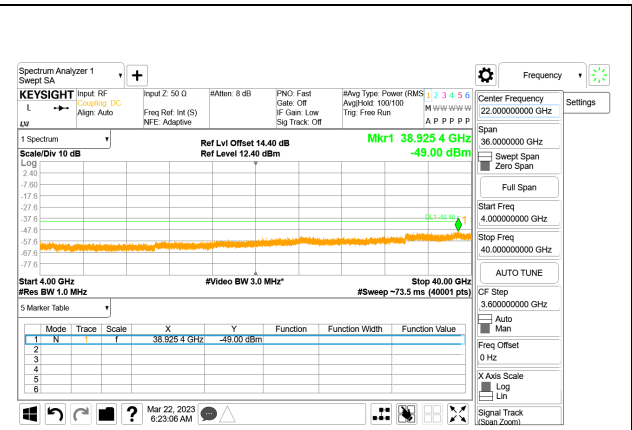 Spectrum Analyzer 1
Swept SA
Frequency
KEYSIGHT
Input: RF
Coupling: DC
Align: Auto
Input Z: 50 Ω
Freq Ref: Int (S)
NFE: Adaptive
#Atten: 8 dB
PNO: Fast
Gate: Off
IF Gain: Low
Sig Track: Off
#Avg Type: Power (RMS
Avg|Hold: 100/100
Trig: Free Run
1 2 3 4 5 6
M W W W W W
A P P P P P
L
Center Frequency
22.000000000 GHz
Settings
Span
36.0000000 GHz
Swept Span
Zero Span
Full Span
Start Freq
4.000000000 GHz
Stop Freq
40.000000000 GHz
AUTO TUNE
CF Step
3.600000000 GHz
Auto
Man
Freq Offset
0 Hz
X Axis Scale
Log
Lin
Signal Track
(Span Zoom)
1 Spectrum
Scale/Div 10 dB
Log
Ref Lvl Offset 14.40 dB
Ref Level 12.40 dBm
Mkr1 38.925 4 GHz
-49.00 dBm
2.40
-7.60
-17.6
-27.6
-37.6
-47.6
-57.6
-67.6
-77.6
1
Start 4.00 GHz
#Res BW 1.0 MHz
#Video BW 3.0 MHz*
Stop 40.00 GHz
#Sweep ~73.5 ms (40001 pts)
5 Marker Table
Mode Trace Scale X Y Function Function Width Function Value
1 N 1 f 38.925 4 GHz -49.00 dBm
2
3
4
5
6
?
Mar 22, 2023
6:23:06 AM